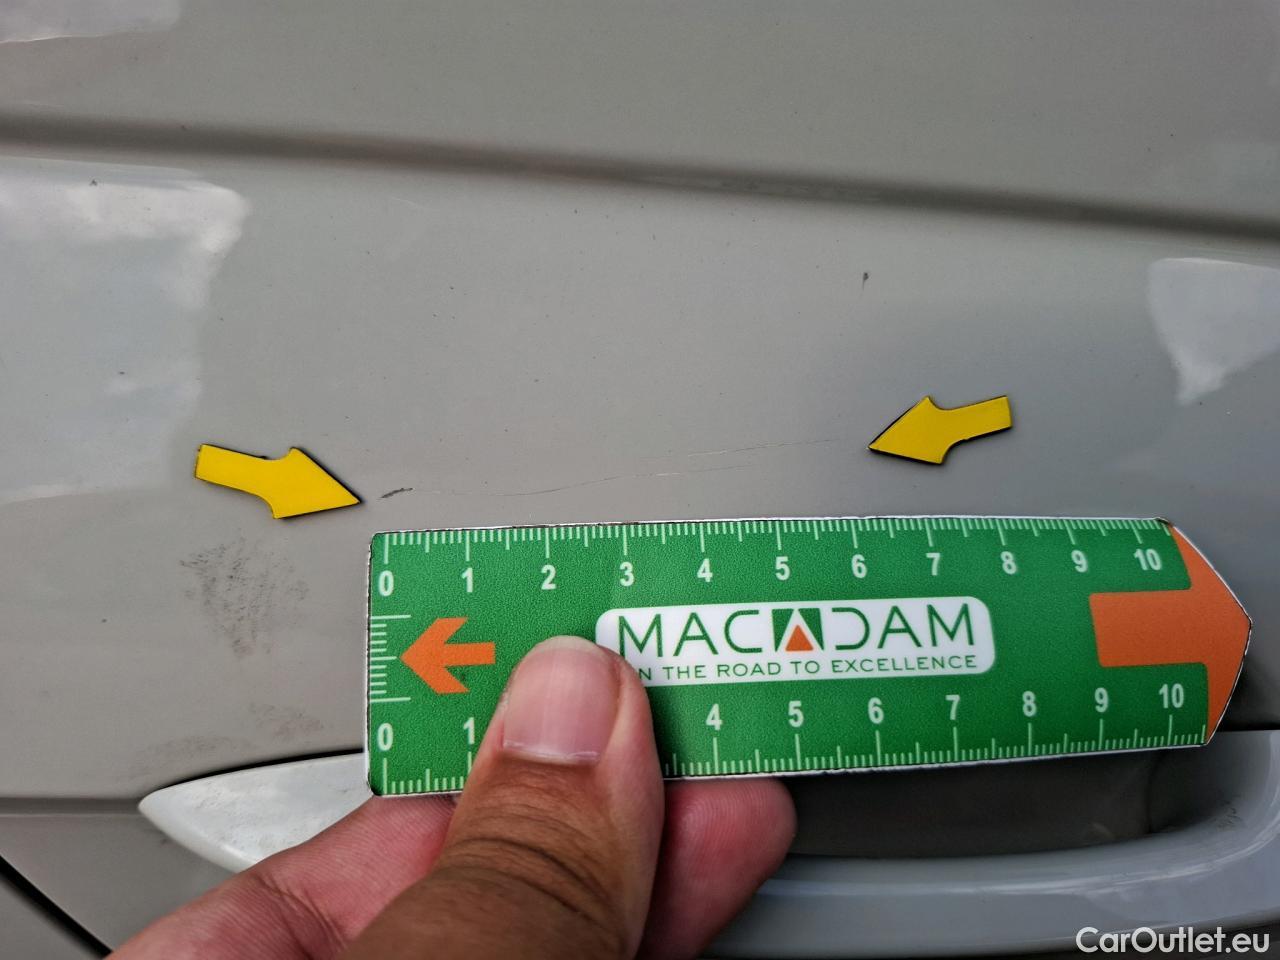 0 1 2 3 4 5 6 7 8 9 10
MACADAM
N THE ROAD TO EXCELLENCE
0 1 4 5 6 7 8 9 10
CarOutlet.eu